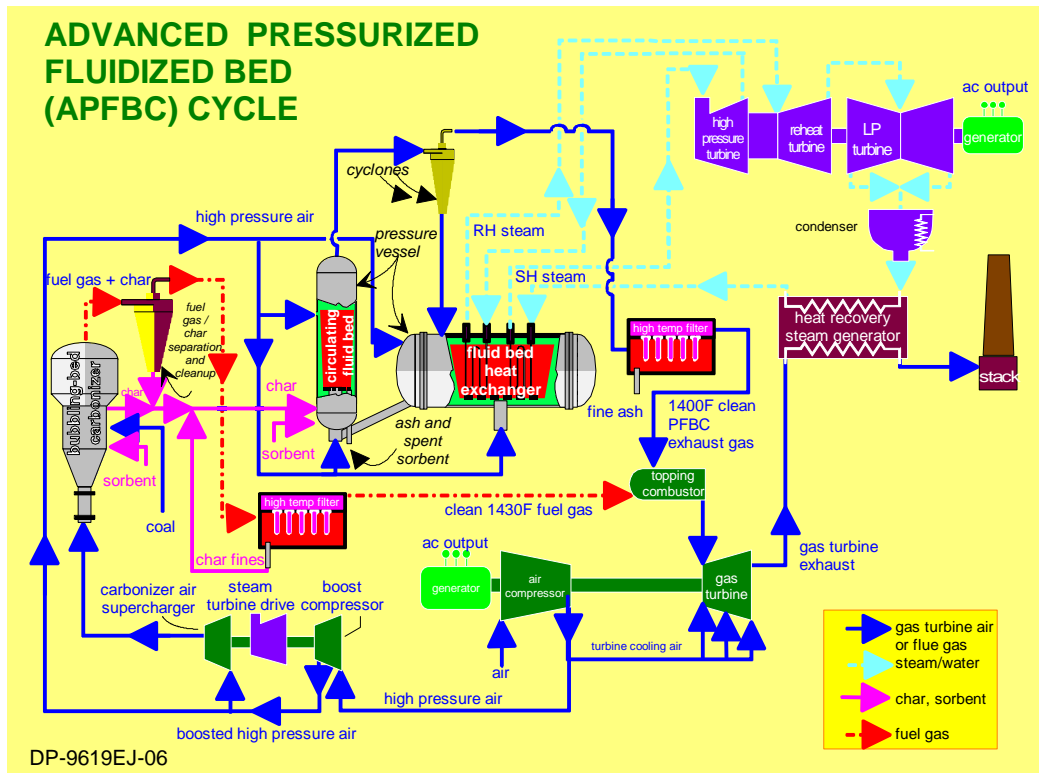 ADVANCED PRESSURIZED
FLUIDIZED BED
(APFBC) CYCLE
ac output
high
pressure
turbine
reheat
turbine
LP
turbine
generator
cyclones
high pressure air
pressure
vessel
RH steam
condenser
SH steam
fuel gas + char
fuel
gas /
char
separation
and
cleanup
circulating
fluid bed
fluid bed
heat
exchanger
high temp filter
heat recovery
steam generator
stack
bubbling-bed
carbonizer
char
char
sorbent
ash and
spent
sorbent
fine ash
1400F clean
PFBC
exhaust gas
sorbent
coal
high temp filter
topping
combustor
clean 1430F fuel gas
char fines
ac output
generator
air
compressor
gas
turbine
gas turbine
exhaust
carbonizer air
supercharger
steam
turbine drive
boost
compressor
turbine cooling air
air
high pressure air
boosted high pressure air
gas turbine air
or flue gas
steam/water
char, sorbent
fuel gas
DP-9619EJ-06